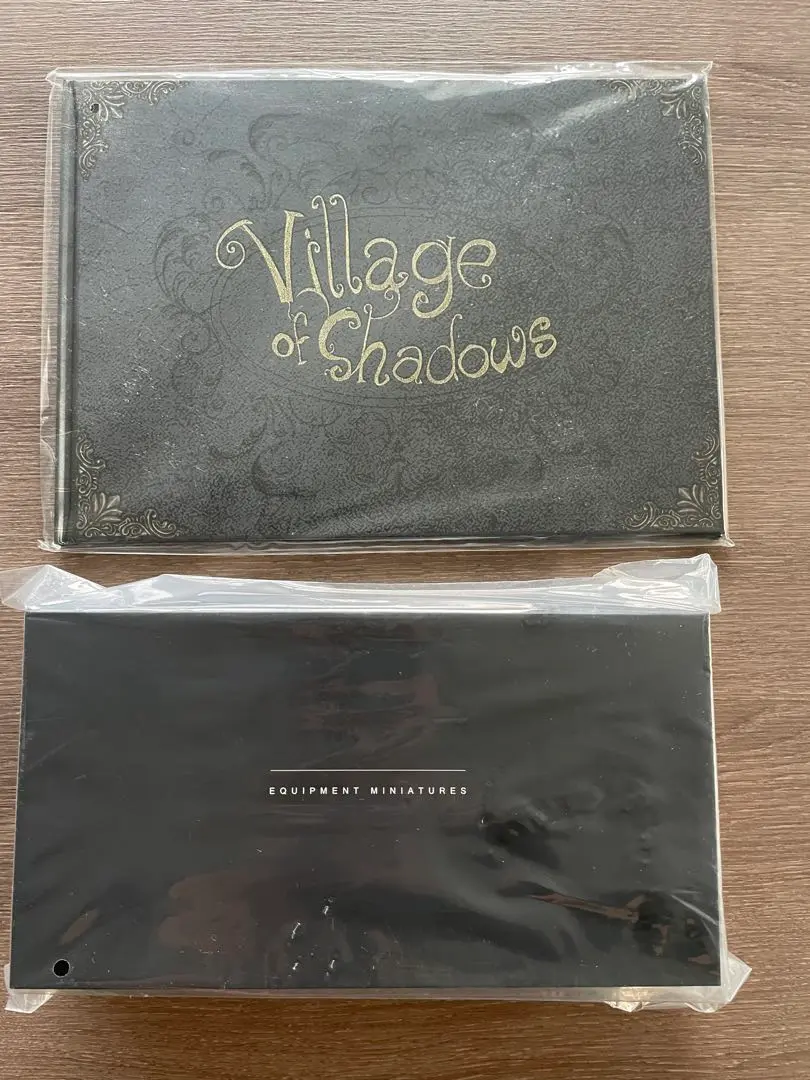 Village
of Shadows
EQUIPMENT MINIATURES